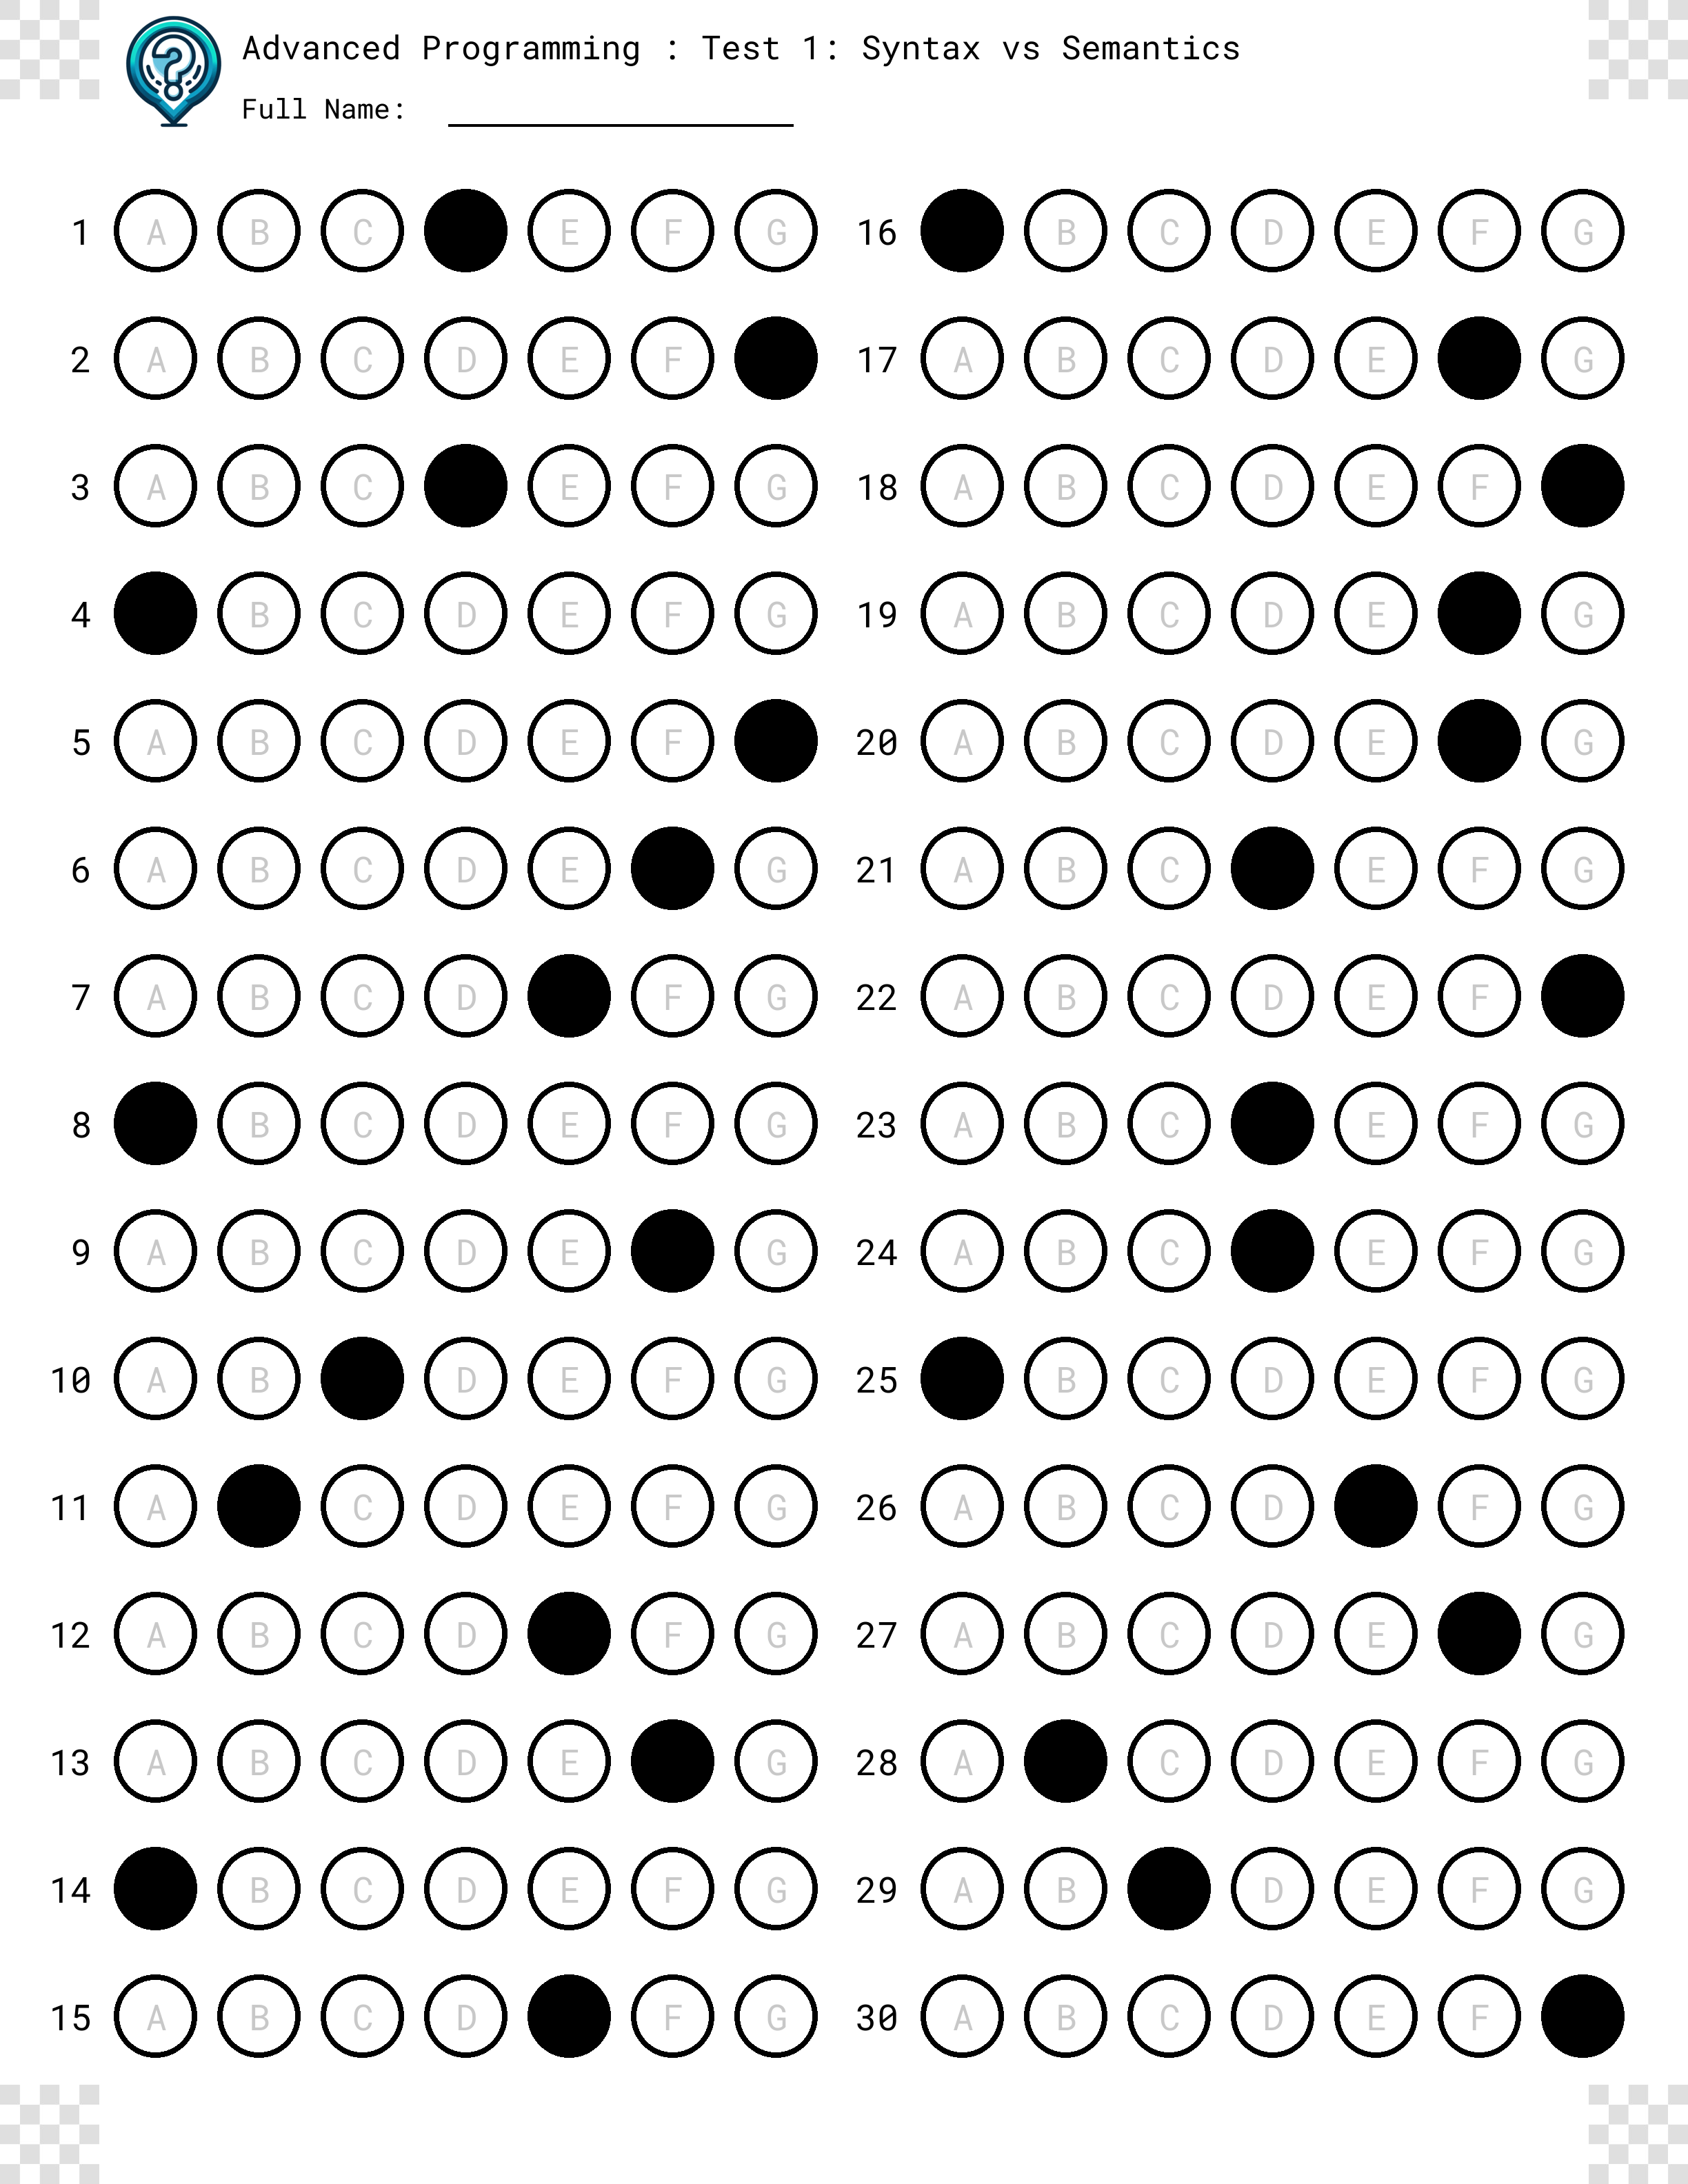 Advanced Programming : Test 1: Syntax vs Semantics
Full Name:
1 A B C E F G 16 B C D E F G
2 A B C D E F 17 A B C D E G
3 A B C E F G 18 A B C D E F
4 B C D E F G 19 A B C D E G
5 A B C D E F 20 A B C D E G
6 A B C D E G 21 A B C E F G
7 A B C D F G 22 A B C D E F
8 B C D E F G 23 A B C E F G
9 A B C D E G 24 A B C E F G
10 A B D E F G 25 B C D E F G
11 A C D E F G 26 A B C D F G
12 A B C D F G 27 A B C D E G
13 A B C D E G 28 A C D E F G
14 B C D E F G 29 A B D E F G
15 A B C D F G 30 A B C D E F